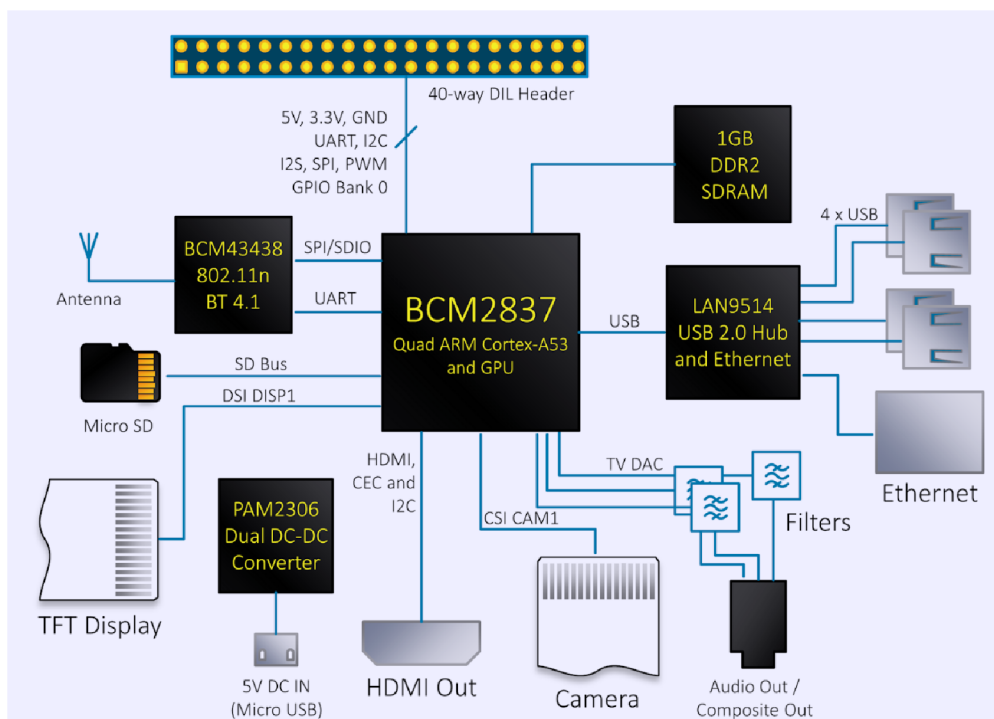 40-way DIL Header
5V, 3.3V, GND
UART, I2C
I2S, SPI, PWM
GPIO Bank 0
1GB
DDR2
SDRAM
4 x USB
BCM43438
802.11n
BT 4.1
SPI/SDIO
UART
Antenna
BCM2837
Quad ARM Cortex-A53
and GPU
USB
LAN9514
USB 2.0 Hub
and Ethernet
SD Bus
Micro SD
DSI DISP1
HDMI,
CEC and
I2C
TV DAC
Ethernet
PAM2306
Dual DC-DC
Converter
CSI CAM1
Filters
TFT Display
5V DC IN
(Micro USB)
HDMI Out
Camera
Audio Out /
Composite Out